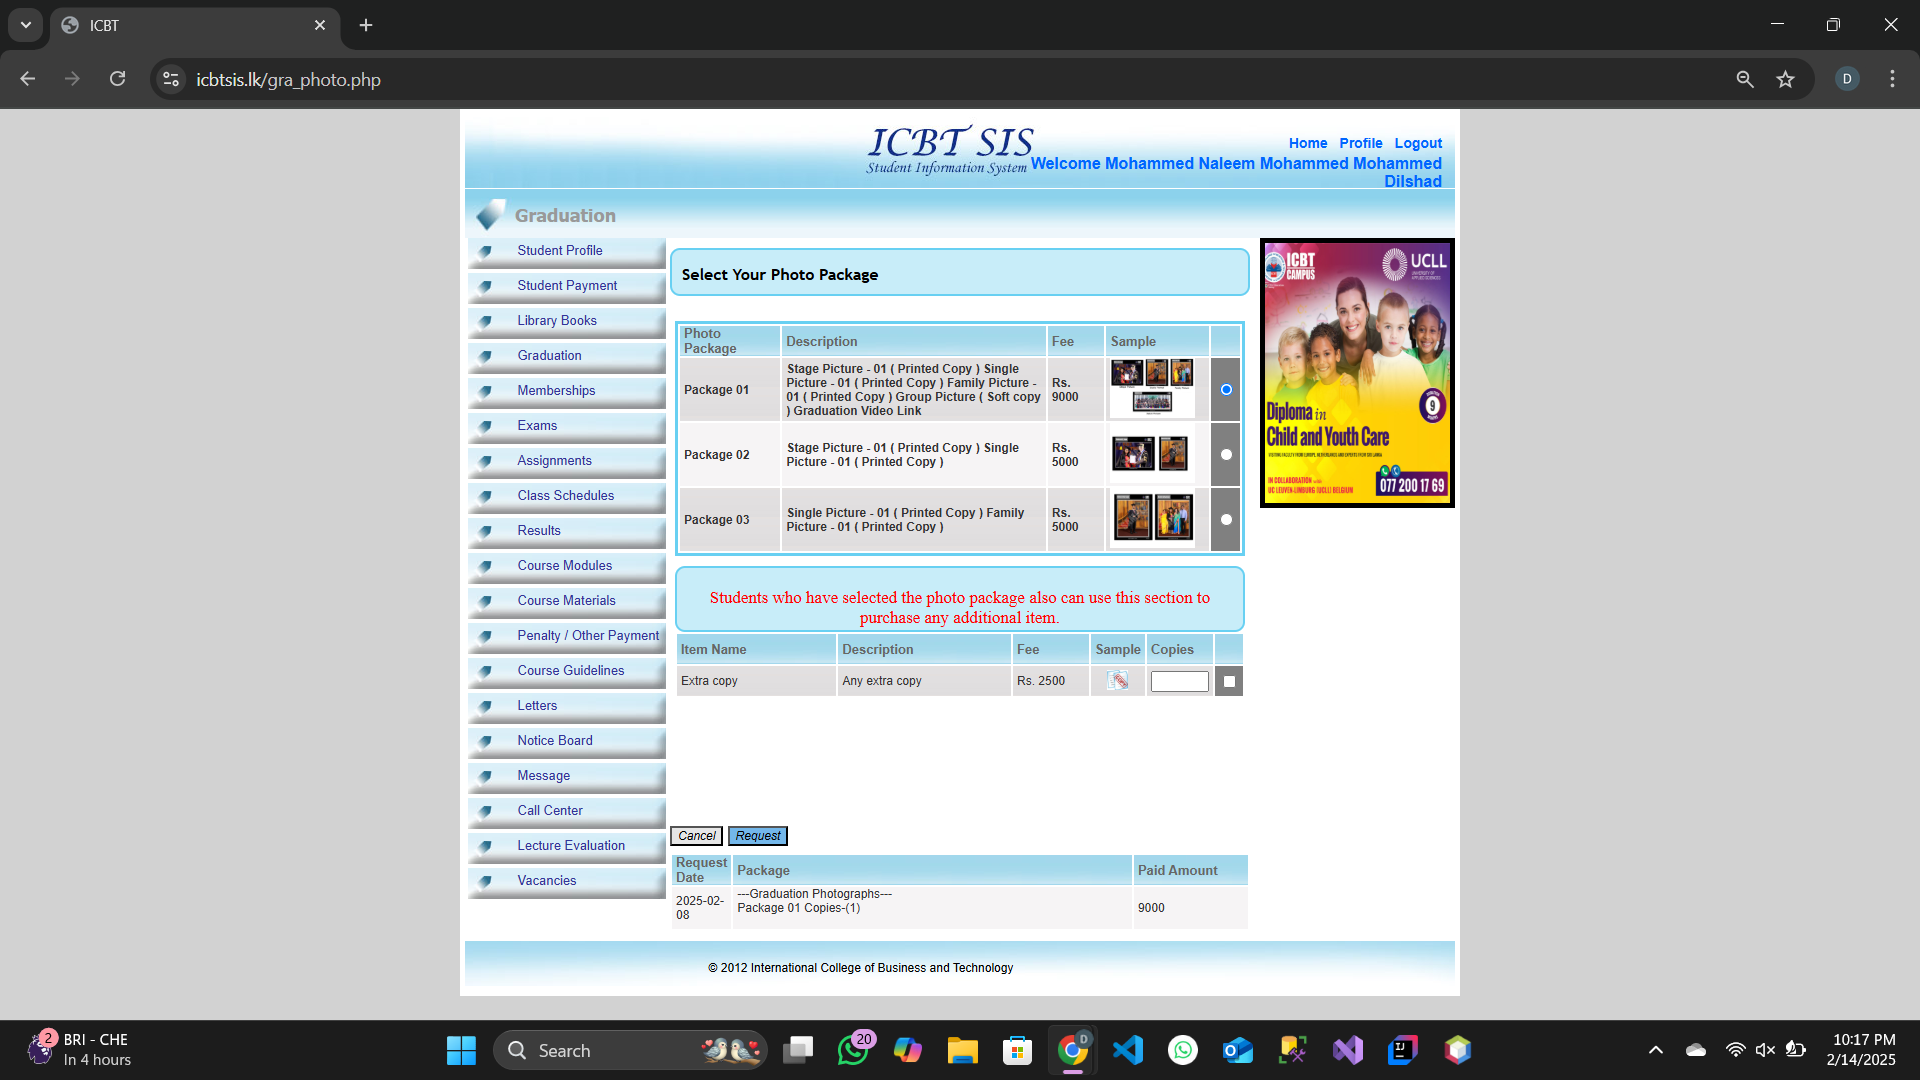 ICBT
icbtsis.lk/gra_photo.php
D
ICBT SIS
Student Information System
Home Profile Logout
Welcome Mohammed Naleem Mohammed Mohammed
Dilshad
Graduation
Student Profile
Student Payment
Library Books
Graduation
Memberships
Exams
Assignments
Class Schedules
Results
Course Modules
Course Materials
Penalty / Other Payment
Course Guidelines
Letters
Notice Board
Message
Call Center
Lecture Evaluation
Vacancies
Select Your Photo Package
Photo
Package
Description
Fee
Sample
Package 01
Stage Picture - 01 ( Printed Copy ) Single
Picture - 01 ( Printed Copy ) Family Picture -
01 ( Printed Copy ) Group Picture ( Soft copy
) Graduation Video Link
Rs.
9000
Package 02
Stage Picture - 01 ( Printed Copy ) Single
Picture - 01 ( Printed Copy )
Rs.
5000
Package 03
Single Picture - 01 ( Printed Copy ) Family
Picture - 01 ( Printed Copy )
Rs.
5000
Students who have selected the photo package also can use this section to
purchase any additional item.
Item Name Description Fee Sample Copies
Extra copy Any extra copy Rs. 2500
Cancel Request
Request
Date
Package
Paid Amount
2025-02-
08
---Graduation Photographs---
Package 01 Copies-(1)
9000
ICBT
CAMPUS
UCLL
9
Diploma in
Child and Youth Care
IN COLLABORATION
077 200 17 69
© 2012 International College of Business and Technology
2
BRI - CHE
In 4 hours
Search
20
D
10:17 PM
2/14/2025